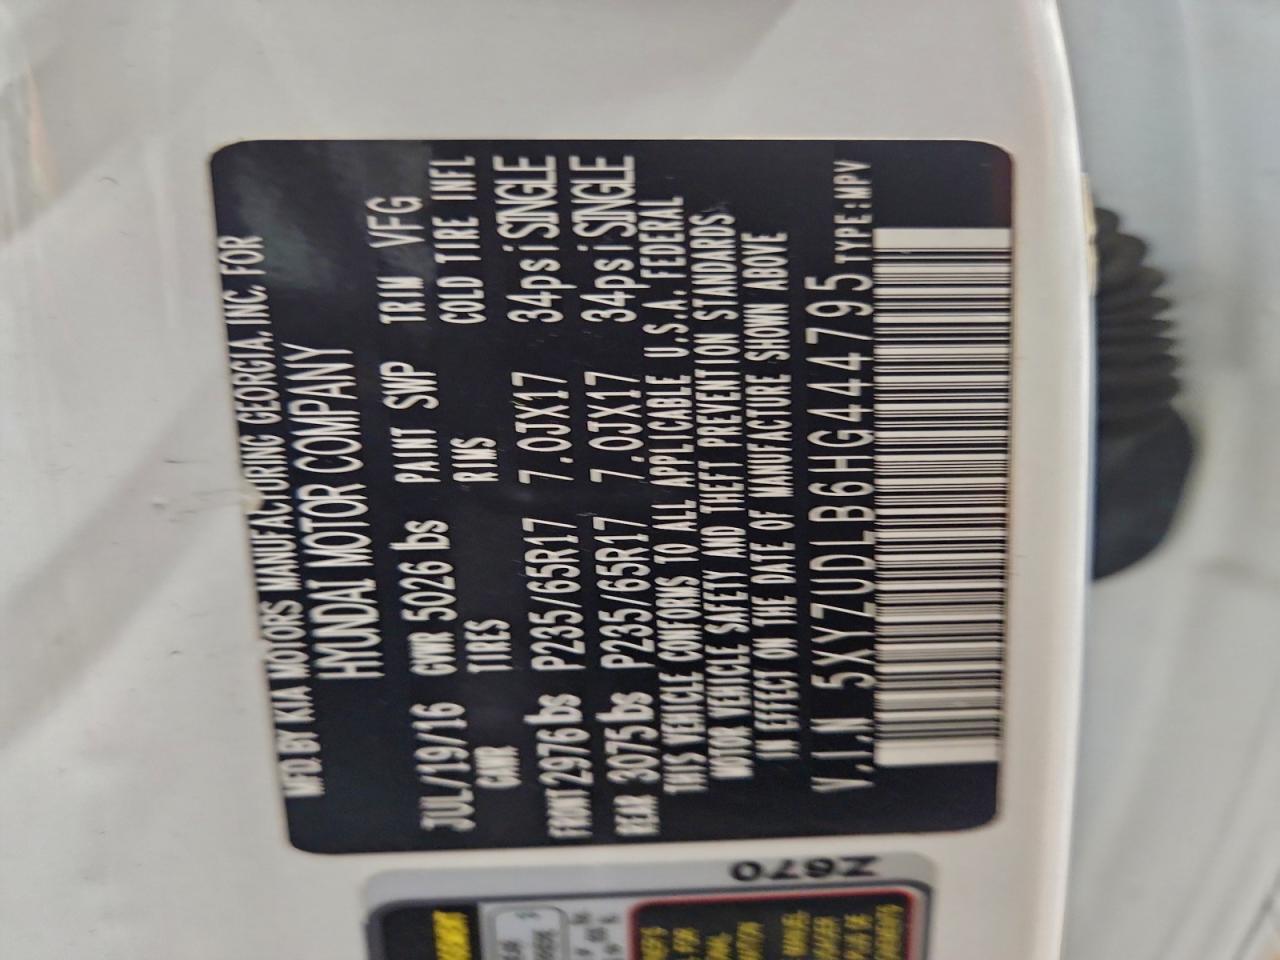 MFD. BY KIA MOTORS MANUFACTURING GEORGIA, INC. FOR
HYUNDAI MOTOR COMPANY
JUL/19/16 GVWR 5026 lbs PAINT SWP TRIM VFG
GAWR TIRES RIMS COLD TIRE INFL
FRONT 2976 lbs P235/65R17 7.0JX17 34psi SINGLE
REAR 3075 lbs P235/65R17 7.0JX17 34psi SINGLE
THIS VEHICLE CONFORMS TO ALL APPLICABLE U.S.A. FEDERAL
MOTOR VEHICLE SAFETY AND THEFT PREVENTION STANDARDS
IN EFFECT ON THE DATE OF MANUFACTURE SHOWN ABOVE
V.I.N 5XYZUDLB6HG444795 TYPE:MPV
Z670